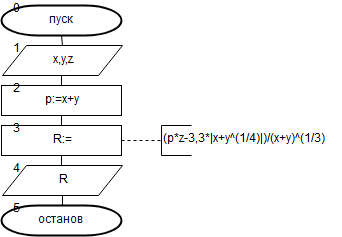 0
пуск
1
x,y,z
2
p:=x+y
3
R:=
(p*z-3,3*|x+y^(1/4)|)/(x+y)^(1/3)
4
R
5
останов